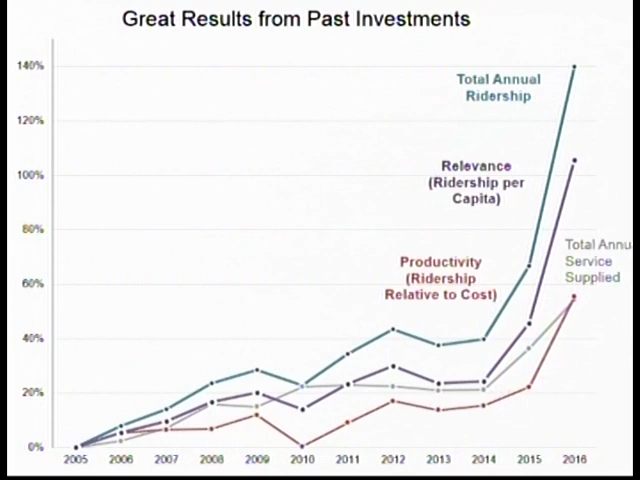 Great Results from Past Investments
140%
120%
100%
80%
60%
40%
20%
0%
Total Annual
Ridership
Relevance
(Ridership per
Capita)
Productivity
(Ridership
Relative to Cost)
Total Annu
Service
Supplied
2005 2006 2007 2008 2009 2010 2011 2012 2013 2014 2015 2016